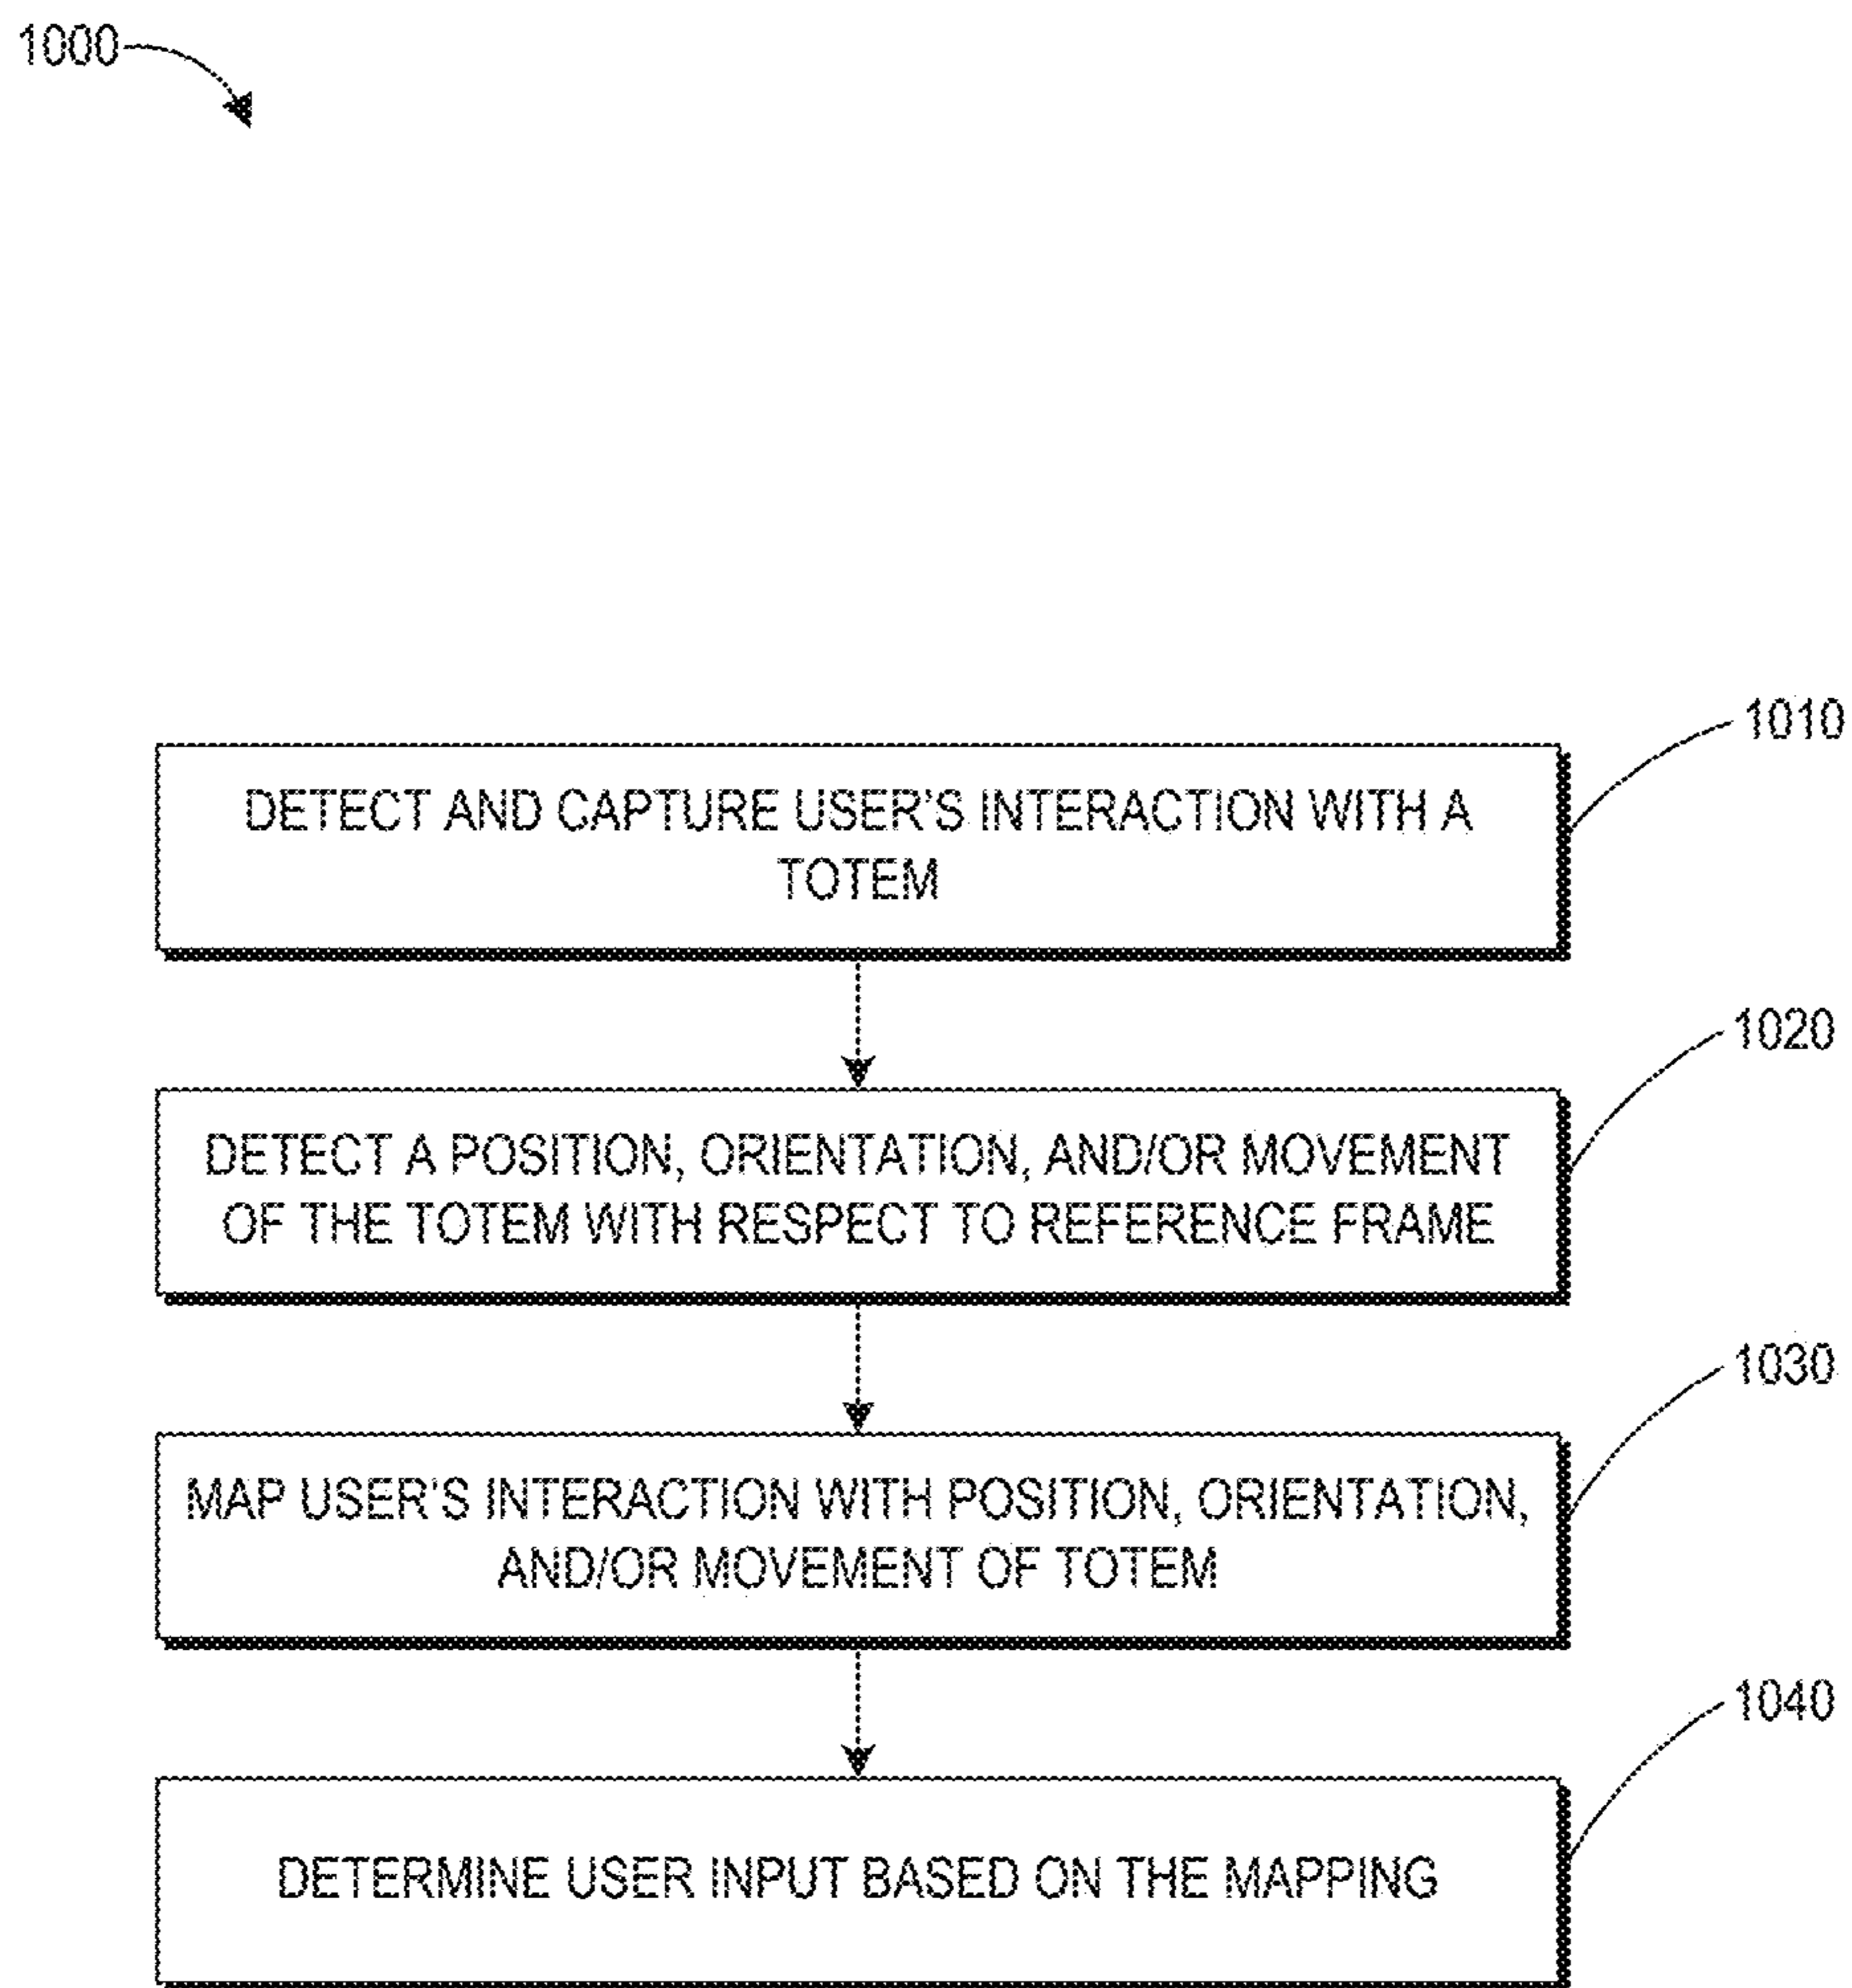 1000
1010
DETECT AND CAPTURE USER'S INTERACTION WITH A
TOTEM
1020
DETECT A POSITION, ORIENTATION, AND/OR MOVEMENT
OF THE TOTEM WITH RESPECT TO REFERENCE FRAME
1030
MAP USER'S INTERACTION WITH POSITION, ORIENTATION,
AND/OR MOVEMENT OF TOTEM
1040
DETERMINE USER INPUT BASED ON THE MAPPING